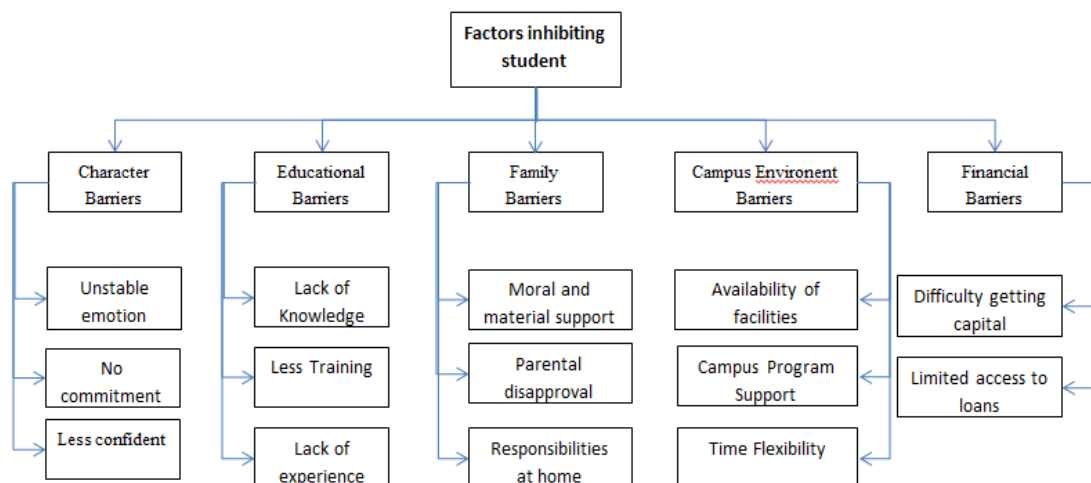 Factors inhibiting
student
Character
Barriers
Educational
Barriers
Family
Barriers
Campus Environent
Barriers
Financial
Barriers
Unstable
emotion
No
commitment
Less confident
Lack of
Knowledge
Less Training
Lack of
experience
Moral and
material support
Parental
disapproval
Responsibilities
at home
Availability of
facilities
Campus Program
Support
Time Flexibility
Difficulty getting
capital
Limited access to
loans